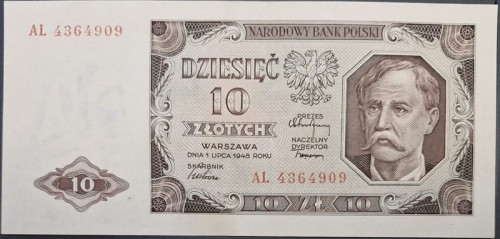 AL 4364909
NARODOWY BANK POLSKI
DZIESIĘĆ
10
ZŁOTYCH
PREZES
NACZELNY
DYREKTOR
WARSZAWA
DNIA 1 LIPCA 1948 ROKU
SKARBNIK
AL 4364909
10
10 ZŁ 10